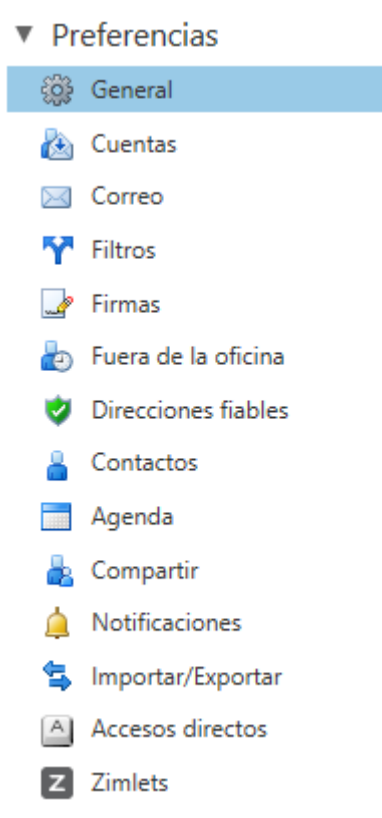 Preferencias
General
Cuentas
Correo
Filtros
Firmas
Fuera de la oficina
Direcciones fiables
Contactos
Agenda
Compartir
Notificaciones
Importar/Exportar
A Accesos directos
Z Zimlets